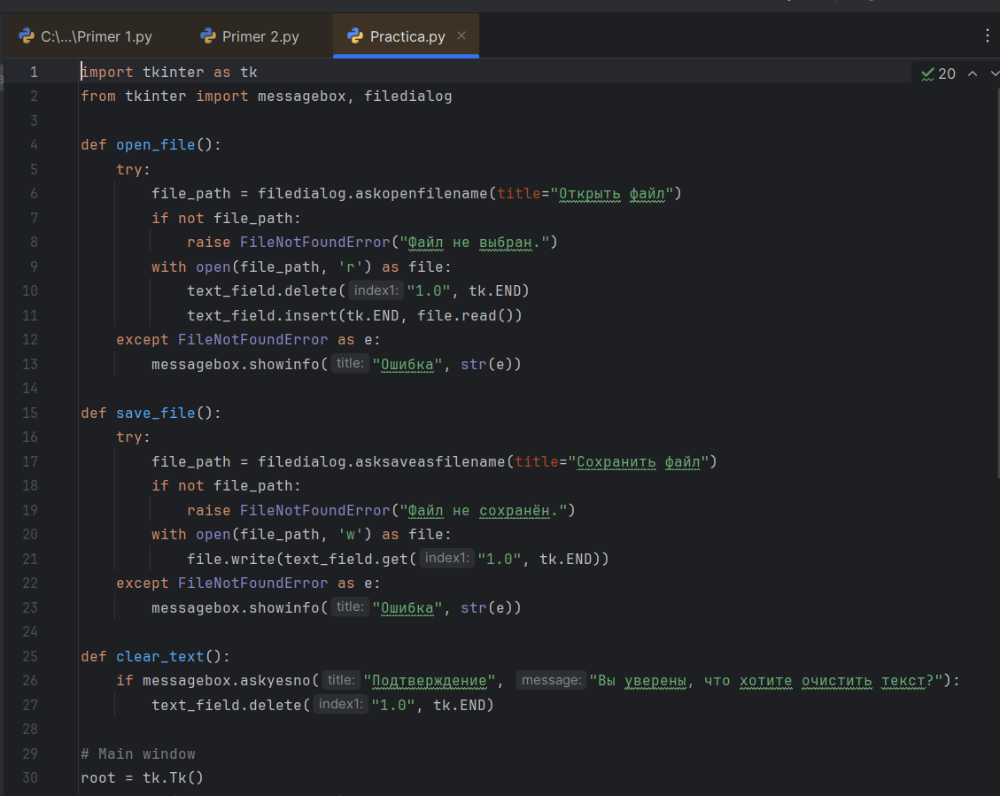 C:\...\Primer 1.py Primer 2.py Practica.py
1 import tkinter as tk 20
2 from tkinter import messagebox, filedialog
3
4 def open_file():
5 try:
6 file_path = filedialog.askopenfilename(title="Открыть файл")
7 if not file_path:
8 raise FileNotFoundError("Файл не выбран.")
9 with open(file_path, 'r') as file:
10 text_field.delete(index1: "1.0", tk.END)
11 text_field.insert(tk.END, file.read())
12 except FileNotFoundError as e:
13 messagebox.showinfo(title: "Ошибка", str(e))
14
15 def save_file():
16 try:
17 file_path = filedialog.asksaveasfilename(title="Сохранить файл")
18 if not file_path:
19 raise FileNotFoundError("Файл не сохранён.")
20 with open(file_path, 'w') as file:
21 file.write(text_field.get(index1: "1.0", tk.END))
22 except FileNotFoundError as e:
23 messagebox.showinfo(title: "Ошибка", str(e))
24
25 def clear_text():
26 if messagebox.askyesno(title: "Подтверждение", message: "Вы уверены, что хотите очистить текст?"):
27 text_field.delete(index1: "1.0", tk.END)
28
29 # Main window
30 root = tk.Tk()